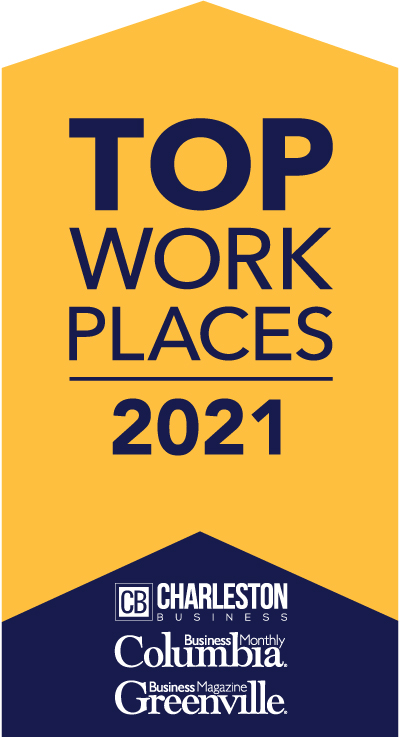 TOP
WORK
PLACES
2021
CB CHARLESTON
BUSINESS
Business Monthly
Columbia.
Business Magazine
Greenville.